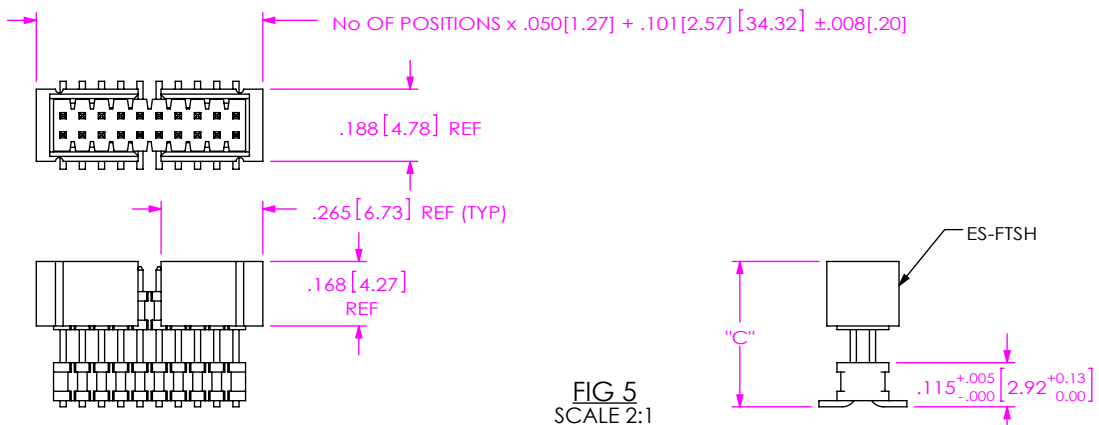 No OF POSITIONS x .050[1.27] + .101[2.57] [34.32] ±.008[.20]
.188[4.78] REF
.265[6.73] REF (TYP)
ES-FTSH
.168[4.27]
REF
"C"
.115 +.005 -.000 [2.92 +0.13 0.00]
FIG 5
SCALE 2:1